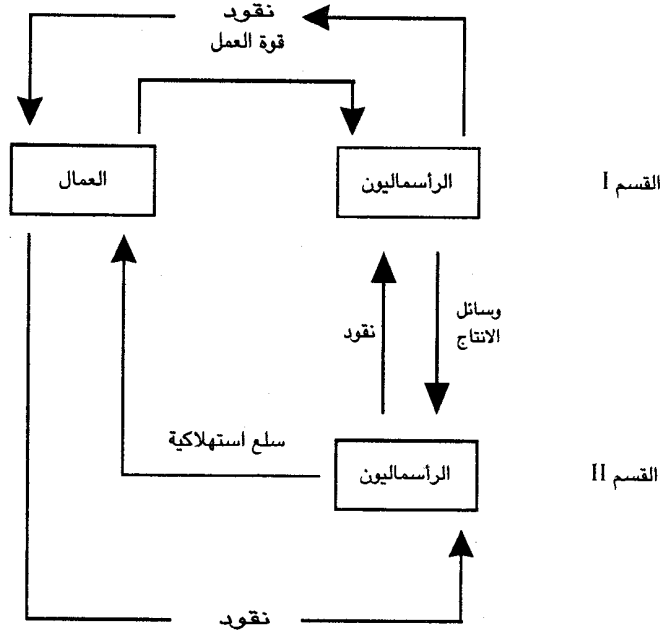 نقود
قوة العمل
القسم I
الرأسماليون
العمال
وسائل
الانتاج
نقود
سلع استهلاكية
القسم II
الرأسماليون
نقود